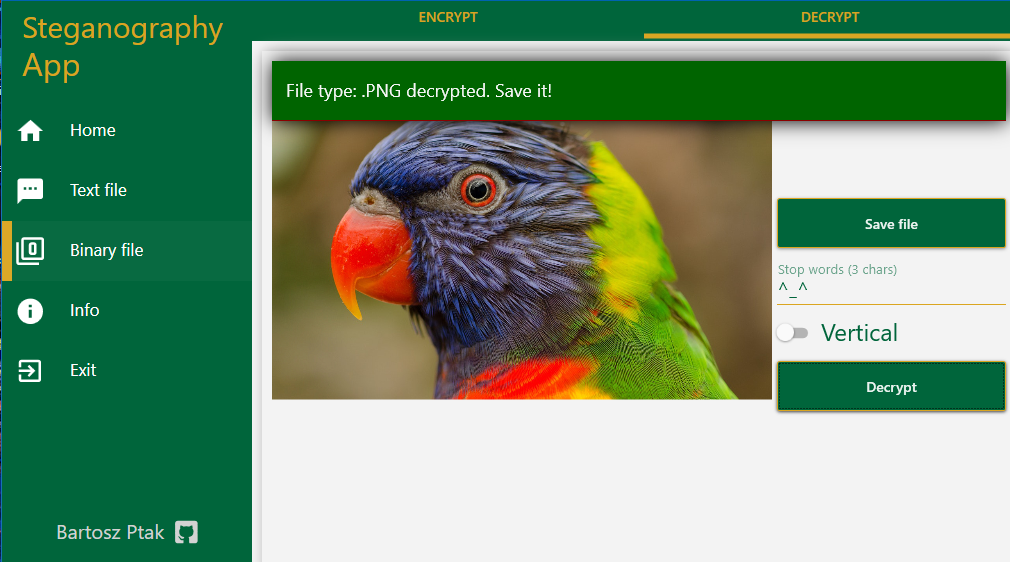 Steganography
App
Home
Text file
Binary file
Info
Exit
Bartosz Ptak
ENCRYPT
DECRYPT
File type: .PNG decrypted. Save it!
Save file
Stop words (3 chars)
^_^
Vertical
Decrypt